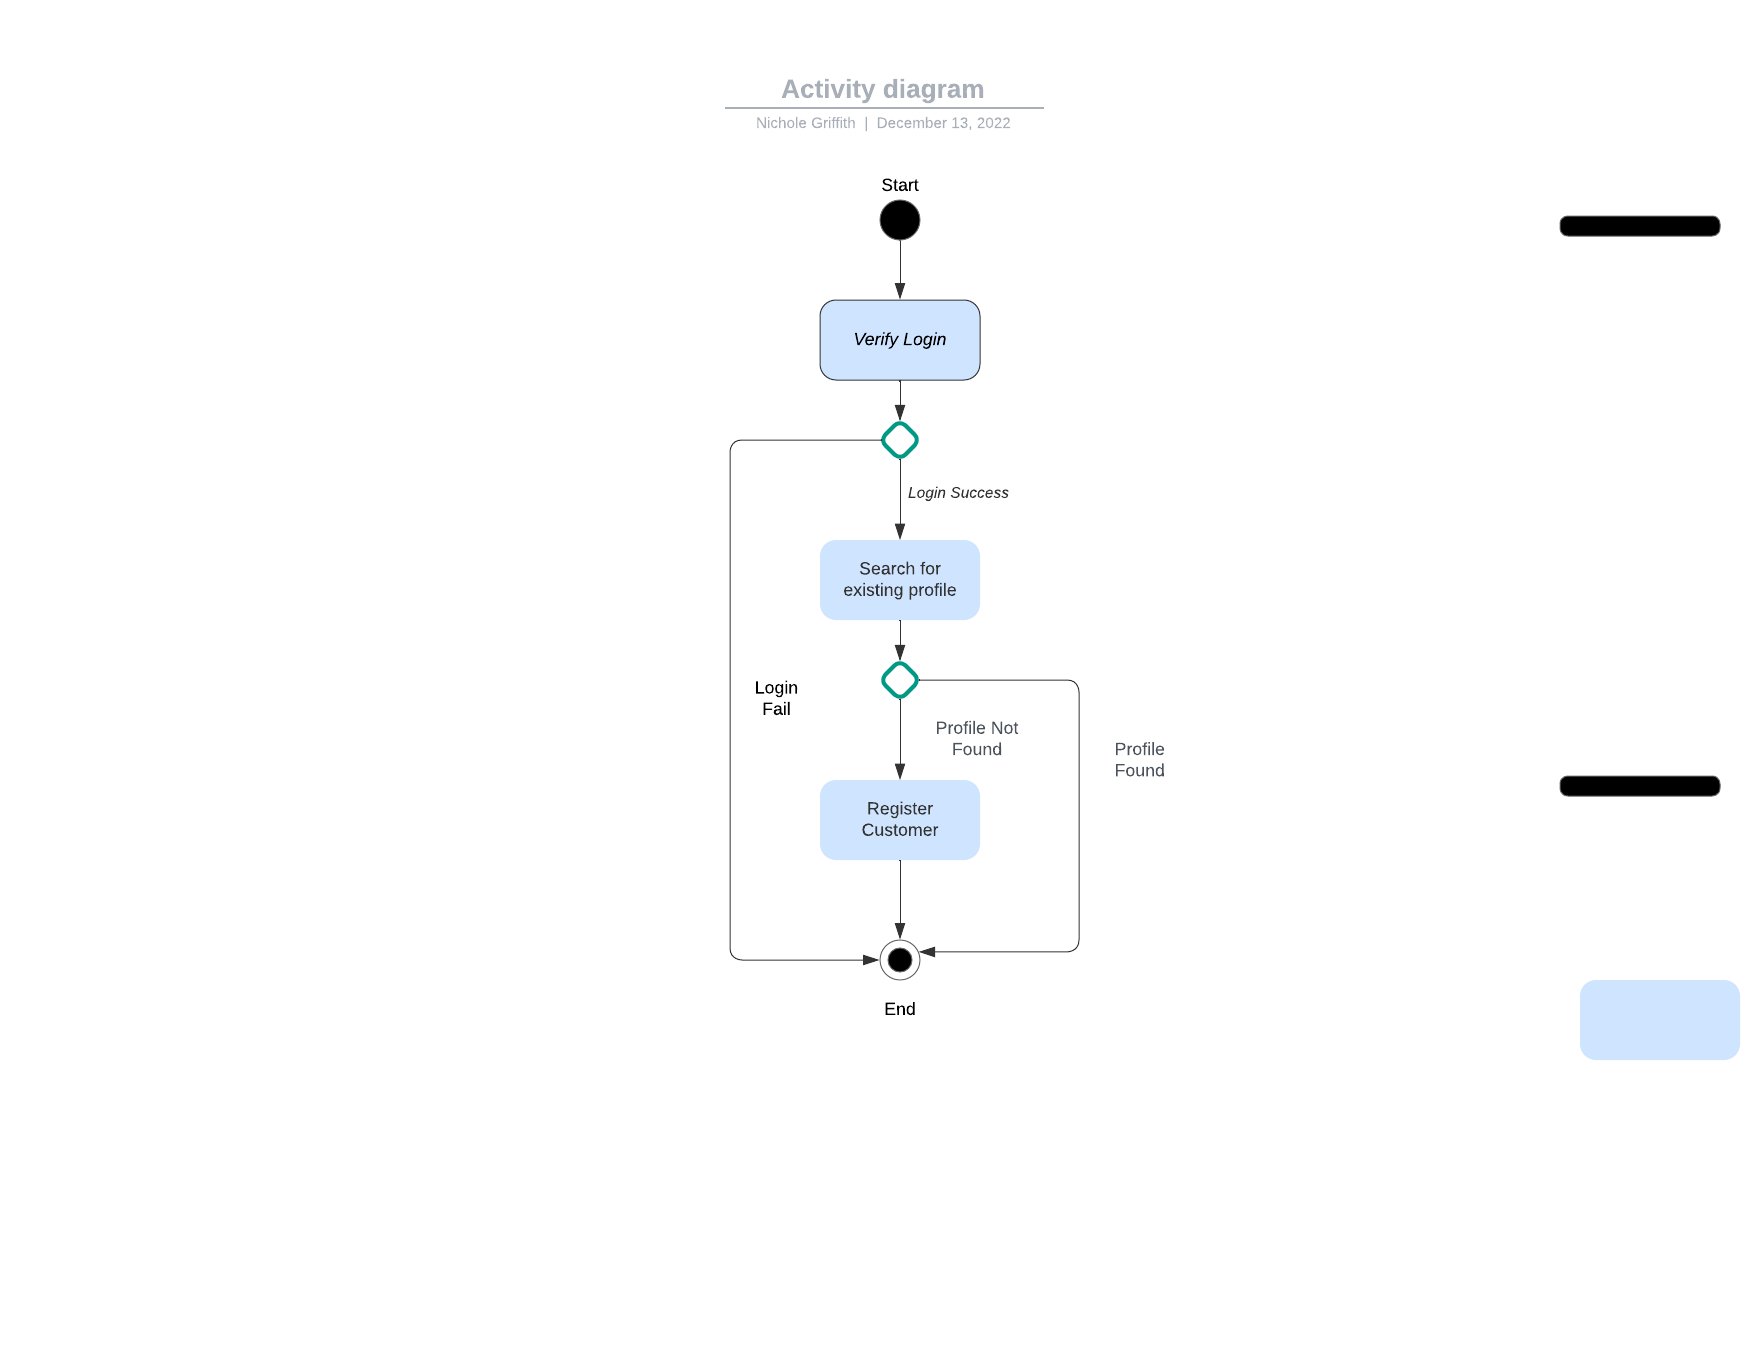 Activity diagram
Nichole Griffith | December 13, 2022
Start
Verify Login
Login Success
Search for
existing profile
Login
Fail
Profile Not
Found
Profile
Found
Register
Customer
End